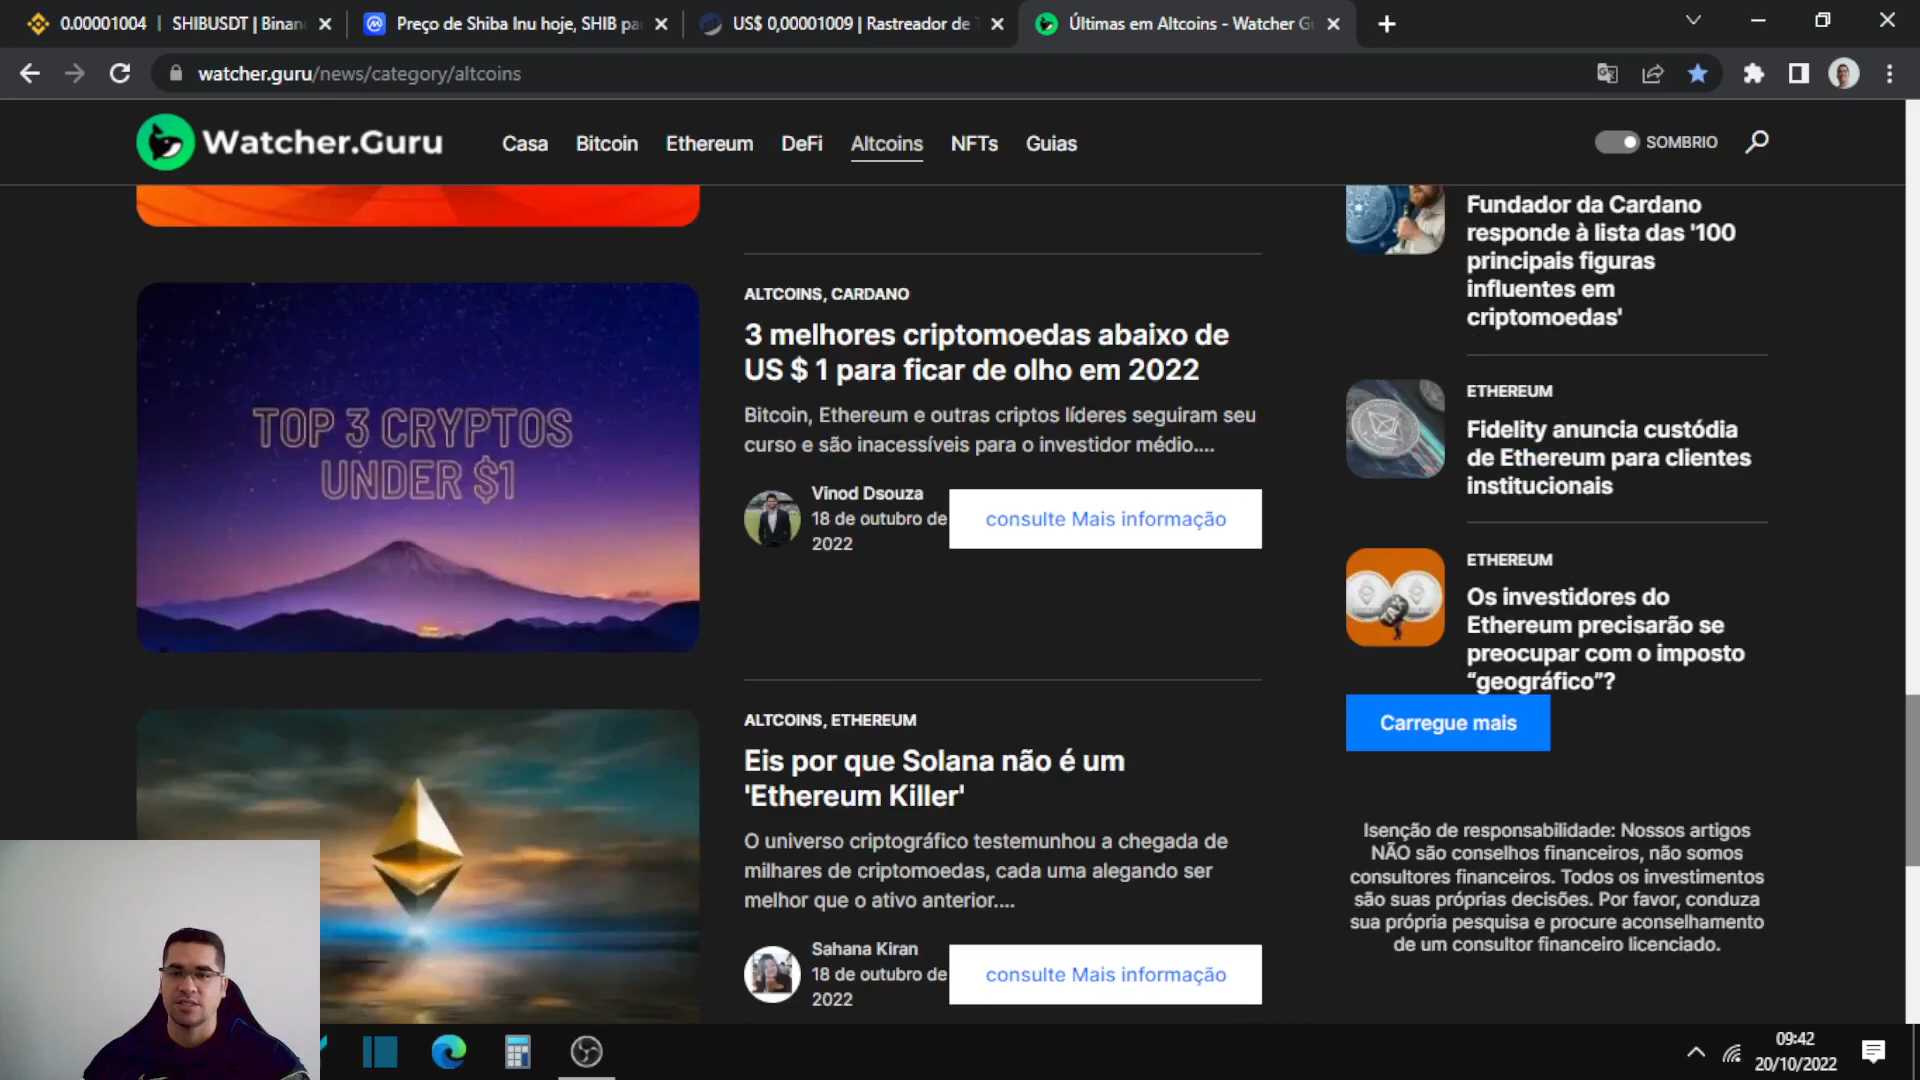 0.00001004 | SHIBUSDT | Binan
Preço de Shiba Inu hoje, SHIB pa
US$ 0,00001009 | Rastreador de
Últimas em Altcoins - Watcher G
watcher.guru/news/category/altcoins
Watcher.Guru
Casa
Bitcoin
Ethereum
DeFi
Altcoins
NFTs
Guias
SOMBRIO
ALTCOINS, CARDANO
3 melhores criptomoedas abaixo de
US $ 1 para ficar de olho em 2022
Bitcoin, Ethereum e outras criptos líderes seguiram seu
curso e são inacessíveis para o investidor médio....
Vinod Dsouza
18 de outubro de
2022
consulte Mais informação
TOP 3 CRYPTOS
UNDER $1
ALTCOINS, ETHEREUM
Eis por que Solana não é um
'Ethereum Killer'
O universo criptográfico testemunhou a chegada de
milhares de criptomoedas, cada uma alegando ser
melhor que o ativo anterior....
Sahana Kiran
18 de outubro de
2022
consulte Mais informação
Fundador da Cardano
responde à lista das '100
principais figuras
influentes em
criptomoedas'
ETHEREUM
Fidelity anuncia custódia
de Ethereum para clientes
institucionais
ETHEREUM
Os investidores do
Ethereum precisarão se
preocupar com o imposto
“geográfico”?
TAX
Carregue mais
Isenção de responsabilidade: Nossos artigos
NÃO são conselhos financeiros, não somos
consultores financeiros. Todos os investimentos
são suas próprias decisões. Por favor, conduza
sua própria pesquisa e procure aconselhamento
de um consultor financeiro licenciado.
09:42
20/10/2022